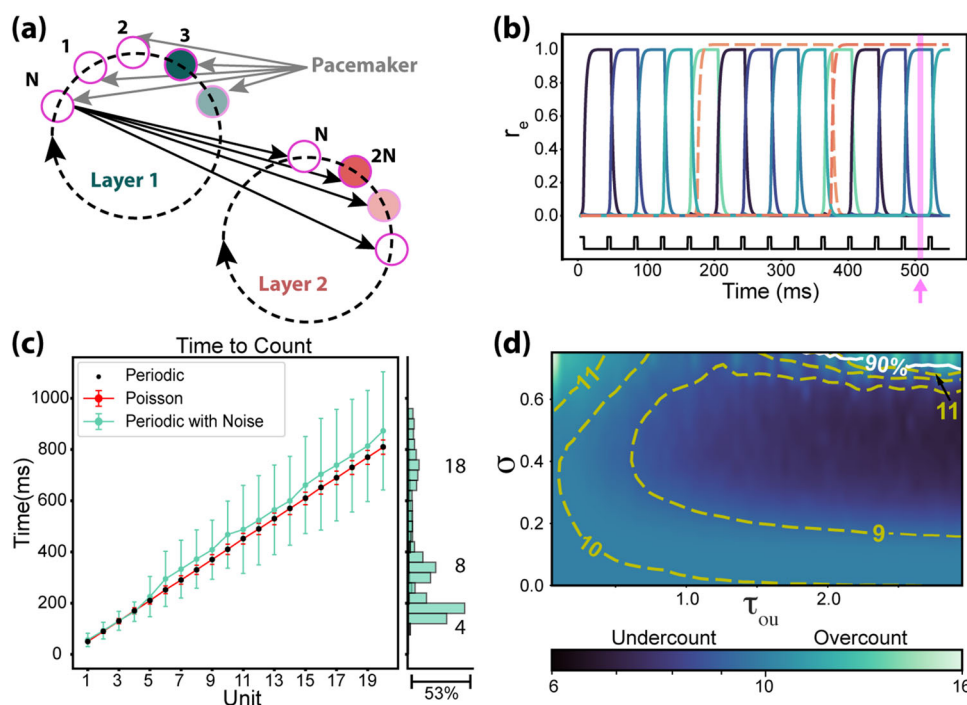 (a)
1
2
3
N
Pacemaker
Layer 1
N
2N
Layer 2
(b)
1.0
0.8
0.6
0.4
0.2
0.0
r_e
0
100
200
300
400
500
Time (ms)
(c)
Time to Count
Periodic
Poisson
Periodic with Noise
1000
800
600
400
200
0
Time(ms)
1
3
5
7
9
11
13
15
17
19
Unit
18
8
4
53%
(d)
11
90%
11
10
9
0.6
0.4
0.2
0.0
σ
1.0
2.0
τ_ou
Undercount
Overcount
6
10
16